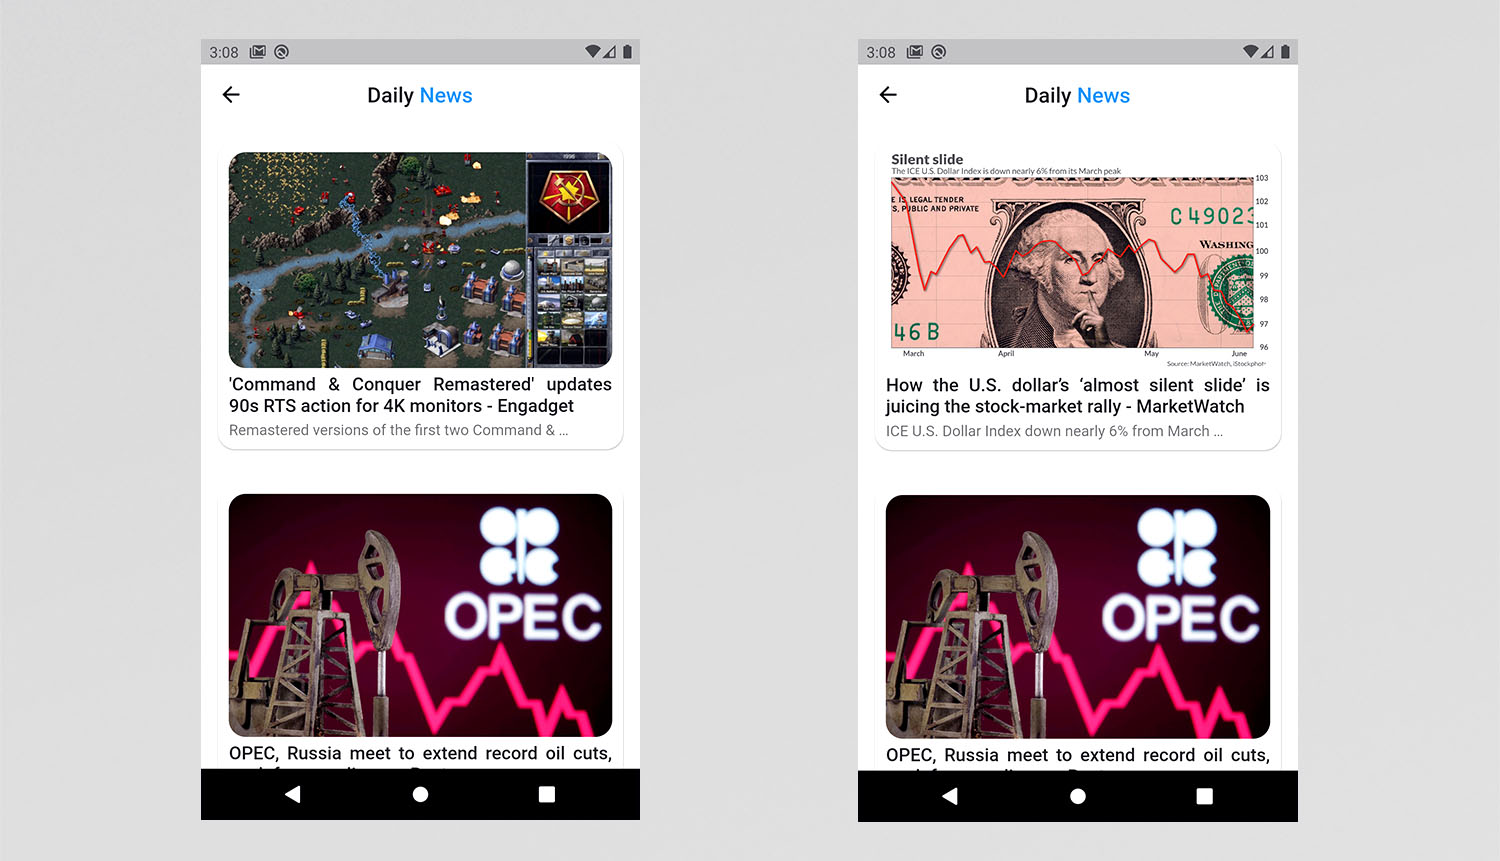 3:08
Daily News
1996
'Command & Conquer Remastered' updates
90s RTS action for 4K monitors - Engadget
Remastered versions of the first two Command & …
OPEC
OPEC, Russia meet to extend record oil cuts,
3:08
Daily News
Silent slide
The ICE U.S. Dollar Index is down nearly 6% from its March peak
103
102
101
100
99
98
97
96
E IS LEGAL TENDER
S, PUBLIC AND PRIVATE
C 49023
WASHING
46 B
March April May June
Source: MarketWatch, iStockphoto
How the U.S. dollar’s ‘almost silent slide’ is
juicing the stock-market rally - MarketWatch
ICE U.S. Dollar Index down nearly 6% from March …
OPEC
OPEC, Russia meet to extend record oil cuts,